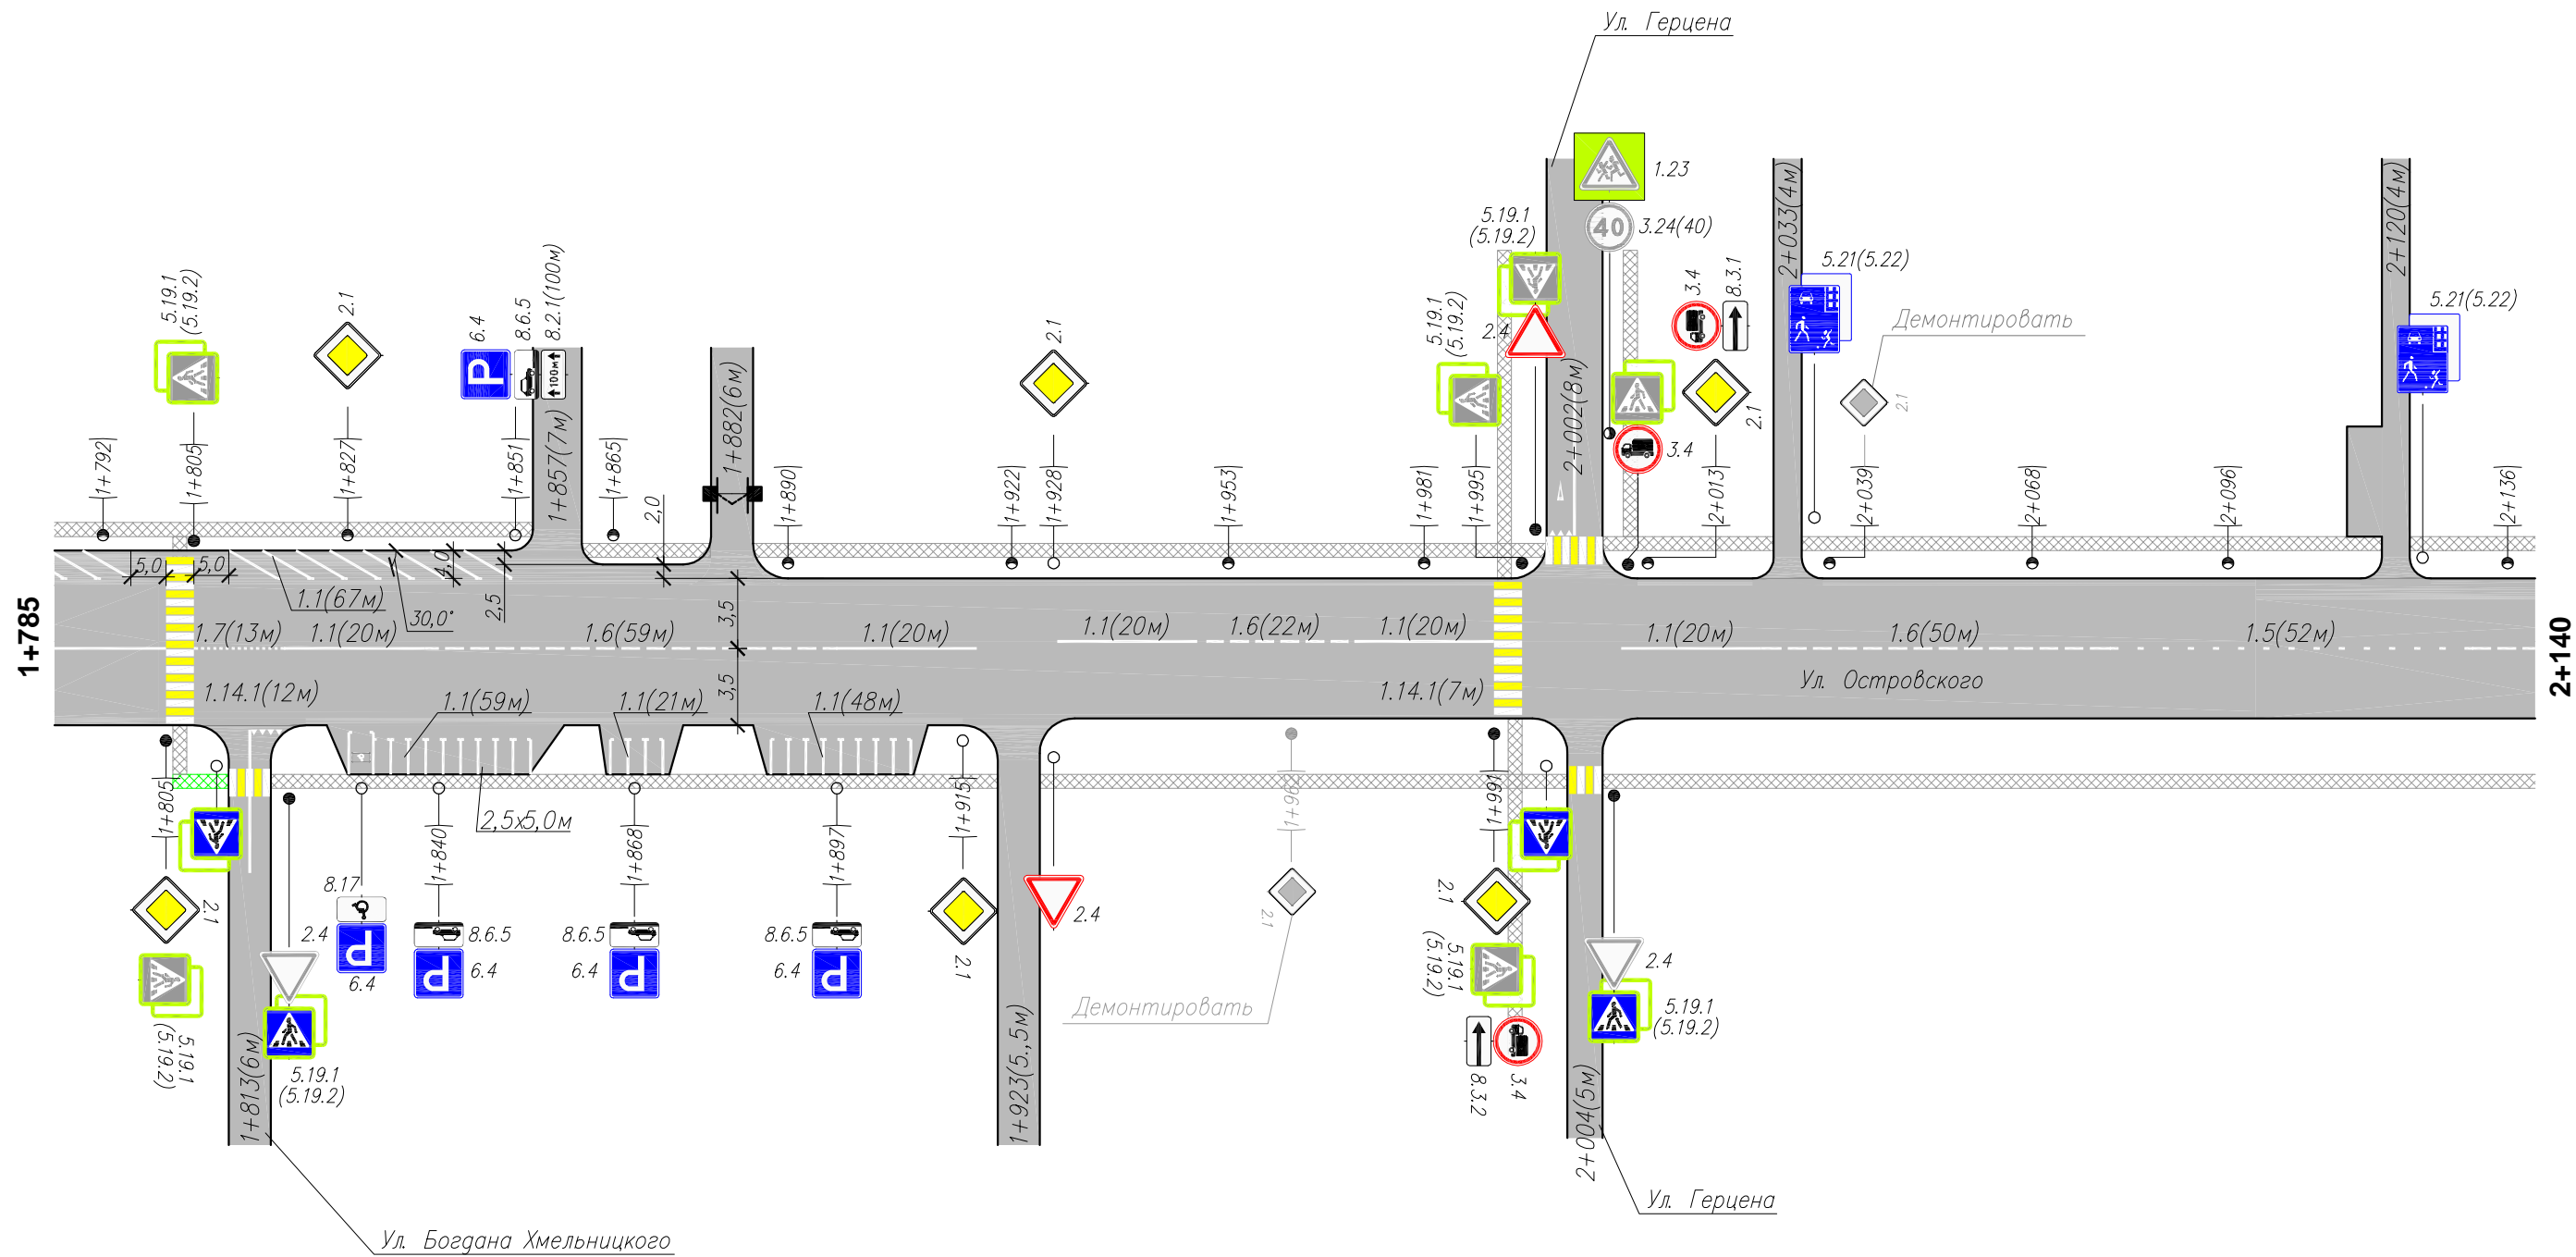 Ул. Герцена
1.23
3.24(40)
40
5.19.1
(5.19.2)
2.4
5.19.1
(5.19.2)
2.1
6.4
P
8.6.5
8.2.1(100м)
100м
2.1
5.19.1
(5.19.2)
3.4
8.3.1
2.1
3.4
5.21(5.22)
Демонтировать
2.1
5.21(5.22)
1+792
1+805
1+827
1+851
1+857(7м)
1+865
2,0
1+882(6м)
1+890
1+922
1+928
1+953
1+981
1+995
2+002(8м)
2+013
2+033(4м)
2+039
2+068
2+096
2+120(4м)
2+136
5,0
5,0
4,0
2,5
30,0°
1.1(67м)
3,5
3,5
1+785
2+140
1.7(13м)
1.1(20м)
1.6(59м)
1.1(20м)
1.1(20м)
1.6(22м)
1.1(20м)
1.1(20м)
1.6(50м)
1.5(52м)
1.14.1(12м)
1.1(59м)
1.1(21м)
1.1(48м)
1.14.1(7м)
Ул. Островского
2,5х5,0м
1+805
1+840
1+868
1+897
1+915
1+962
1+991
2.1
5.19.1
(5.19.2)
2.4
5.19.1
(5.19.2)
8.17
P
6.4
8.6.5
P
6.4
8.6.5
P
6.4
8.6.5
P
6.4
2.1
2.4
Демонтировать
2.1
2.1
5.19.1
(5.19.2)
8.3.2
3.4
2.4
5.19.1
(5.19.2)
1+813(6м)
1+923(5.,5м)
2+004(5м)
Ул. Герцена
Ул. Богдана Хмельницкого